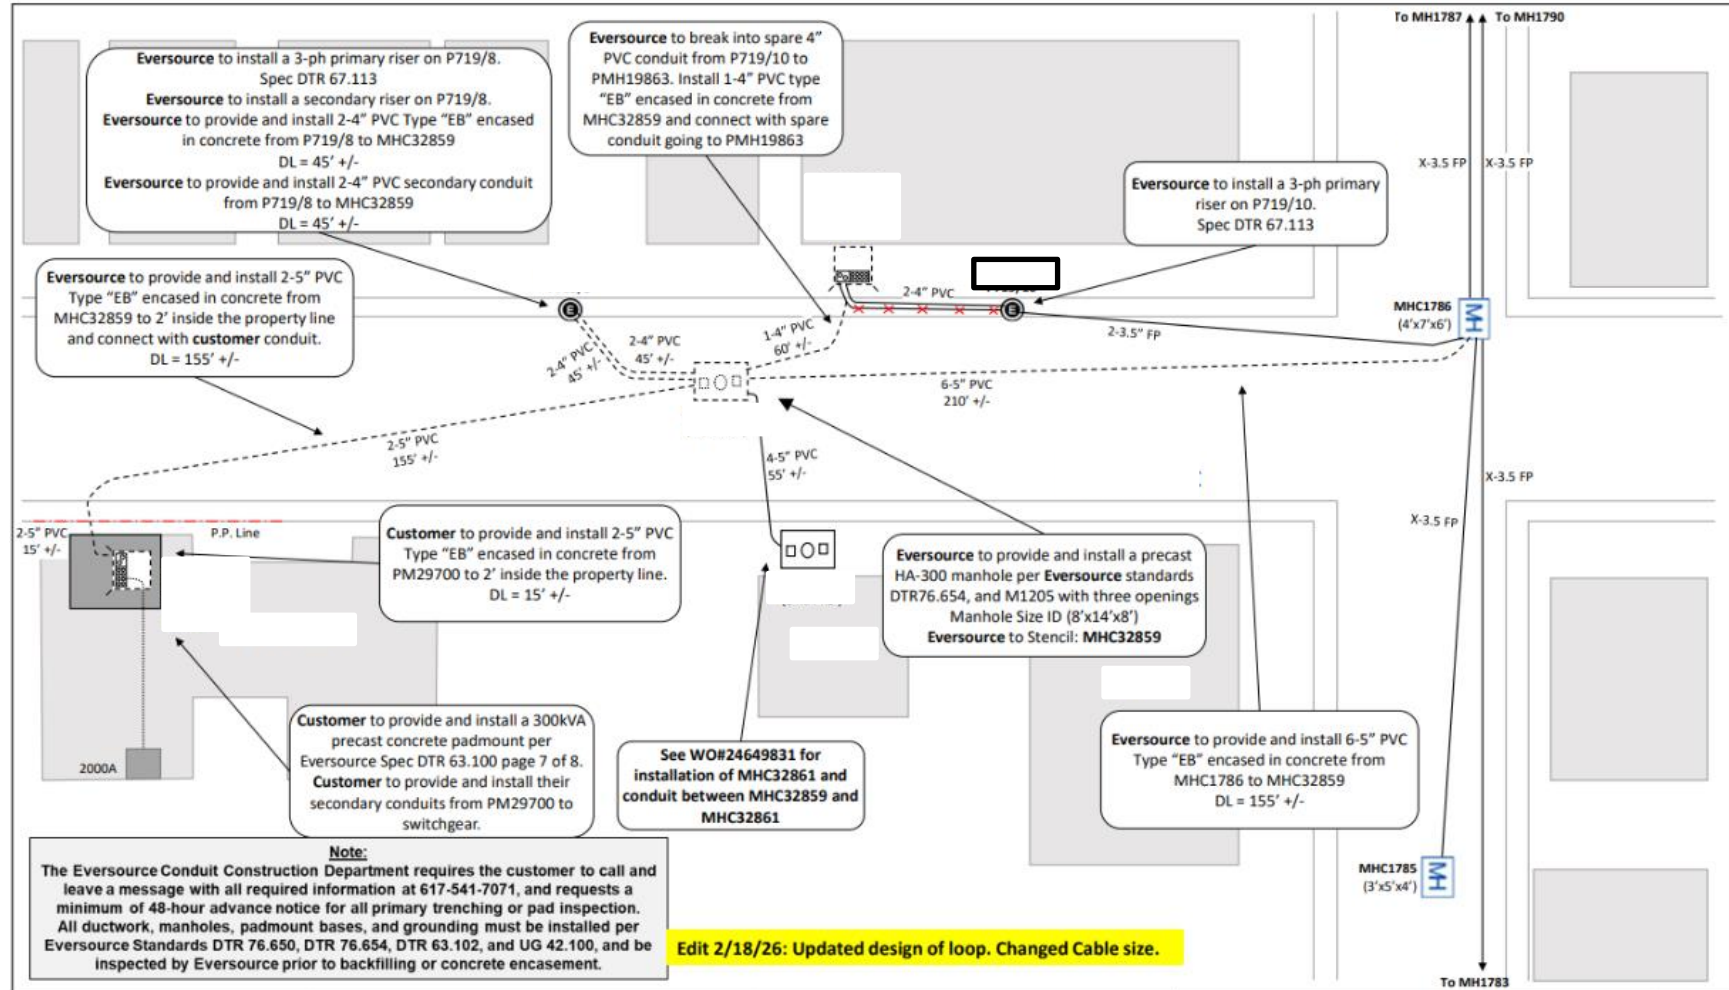 To MH1787
To MH1790
Eversource to install a 3-ph primary riser on P719/8.
Spec DTR 67.113
Eversource to install a secondary riser on P719/8.
Eversource to provide and install 2-4” PVC Type “EB” encased
in concrete from P719/8 to MHC32859
DL = 45’ +/-
Eversource to provide and install 2-4” PVC secondary conduit
from P719/8 to MHC32859
DL = 45’ +/-
Eversource to break into spare 4”
PVC conduit from P719/10 to
PMH19863. Install 1-4” PVC type
“EB” encased in concrete from
MHC32859 and connect with spare
conduit going to PMH19863
X-3.5 FP
X-3.5 FP
Eversource to install a 3-ph primary
riser on P719/10.
Spec DTR 67.113
Eversource to provide and install 2-5” PVC
Type “EB” encased in concrete from
MHC32859 to 2’ inside the property line
and connect with customer conduit.
DL = 155’ +/-
E
2-4” PVC
E
MHC1786
(4’x7’x6’)
MH
2-3.5” FP
1-4” PVC
60’ +/-
2-4” PVC
45’ +/-
2-4” PVC
45’ +/-
6-5” PVC
210’ +/-
2-5” PVC
155’ +/-
4-5” PVC
55’ +/-
X-3.5 FP
X-3.5 FP
2-5” PVC
15’ +/-
P.P. Line
Customer to provide and install 2-5” PVC
Type “EB” encased in concrete from
PM29700 to 2’ inside the property line.
DL = 15’ +/-
Eversource to provide and install a precast
HA-300 manhole per Eversource standards
DTR76.654, and M1205 with three openings
Manhole Size ID (8’x14’x8’)
Eversource to Stencil: MHC32859
Customer to provide and install a 300kVA
precast concrete padmount per
Eversource Spec DTR 63.100 page 7 of 8.
Customer to provide and install their
secondary conduits from PM29700 to
switchgear.
2000A
See WO#24649831 for
installation of MHC32861 and
conduit between MHC32859 and
MHC32861
Eversource to provide and install 6-5” PVC
Type “EB” encased in concrete from
MHC1786 to MHC32859
DL = 155’ +/-
MHC1785
(3’x5’x4’)
MH
Note:
The Eversource Conduit Construction Department requires the customer to call and
leave a message with all required information at 617-541-7071, and requests a
minimum of 48-hour advance notice for all primary trenching or pad inspection.
All ductwork, manholes, padmount bases, and grounding must be installed per
Eversource Standards DTR 76.650, DTR 76.654, DTR 63.102, and UG 42.100, and be
inspected by Eversource prior to backfilling or concrete encasement.
Edit 2/18/26: Updated design of loop. Changed Cable size.
To MH1783